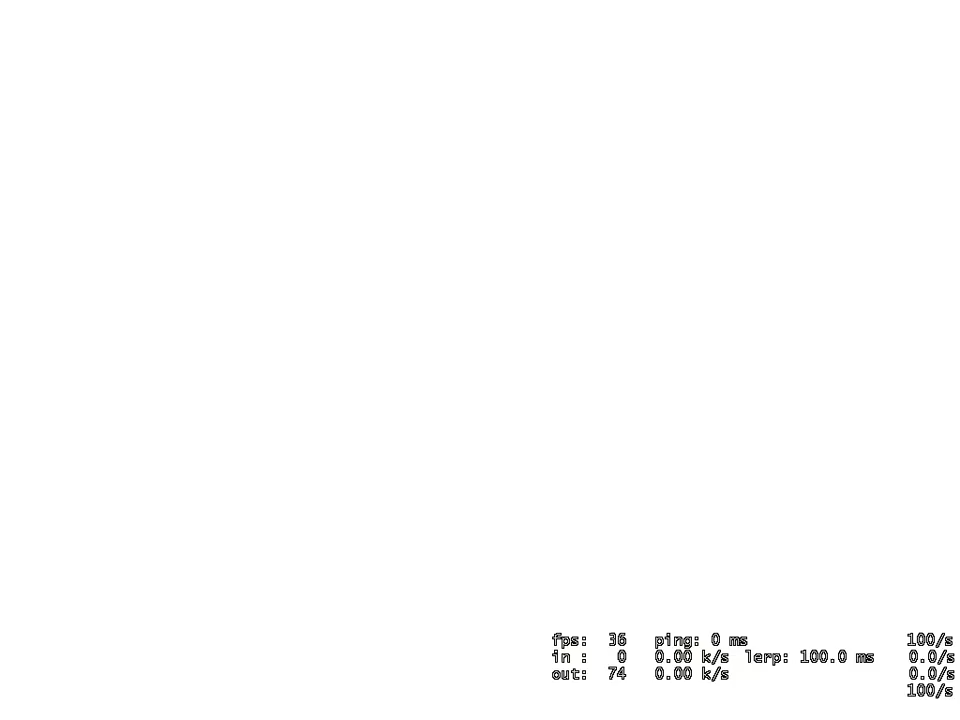 fps: 36 ping: 0 ms 100/s
in : 0 0.00 k/s lerp: 100.0 ms 0.0/s
out: 74 0.00 k/s 0.0/s
100/s